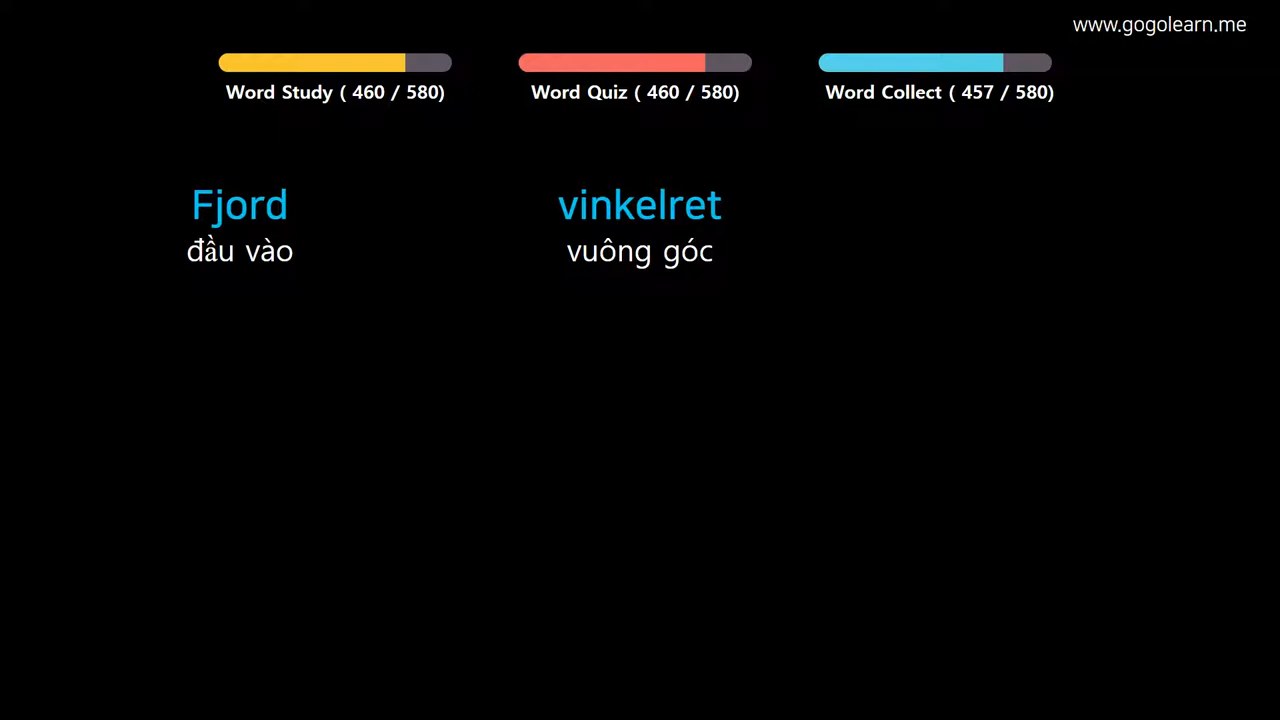 www.gogolearn.me
Word Study ( 460 / 580)
Word Quiz ( 460 / 580)
Word Collect ( 457 / 580)
Fjord
đầu vào
vinkelret
vuông góc